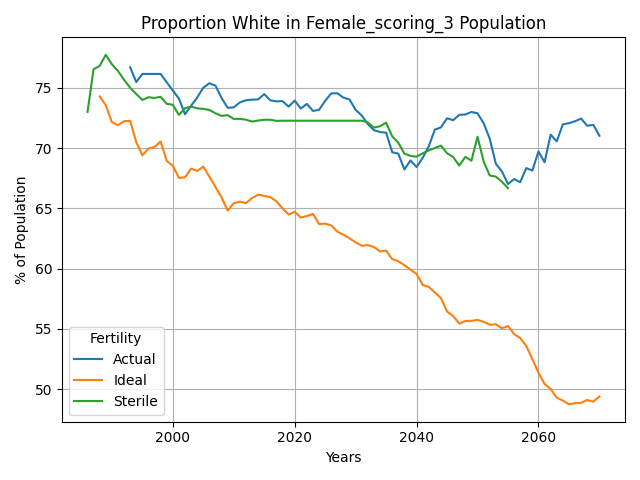 Proportion White in Female_scoring_3 Population
% of Population
75
70
65
60
55
50
Fertility
Actual
Ideal
Sterile
2000
2020
2040
2060
Years